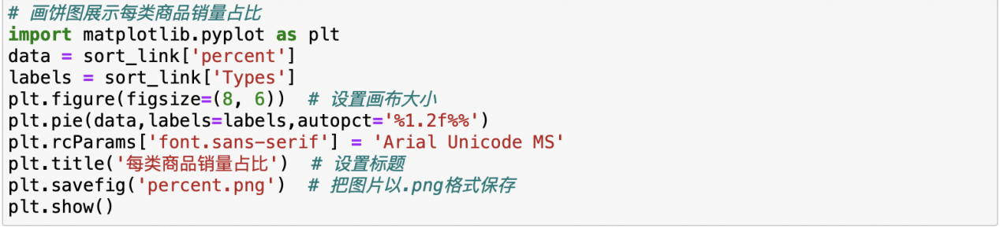 # 画饼图展示每类商品销量占比
import matplotlib.pyplot as plt
data = sort_link['percent']
labels = sort_link['Types']
plt.figure(figsize=(8, 6))  # 设置画布大小
plt.pie(data,labels=labels,autopct='%1.2f%%')
plt.rcParams['font.sans-serif'] = 'Arial Unicode MS'
plt.title('每类商品销量占比')  # 设置标题
plt.savefig('percent.png')  # 把图片以.png格式保存
plt.show()